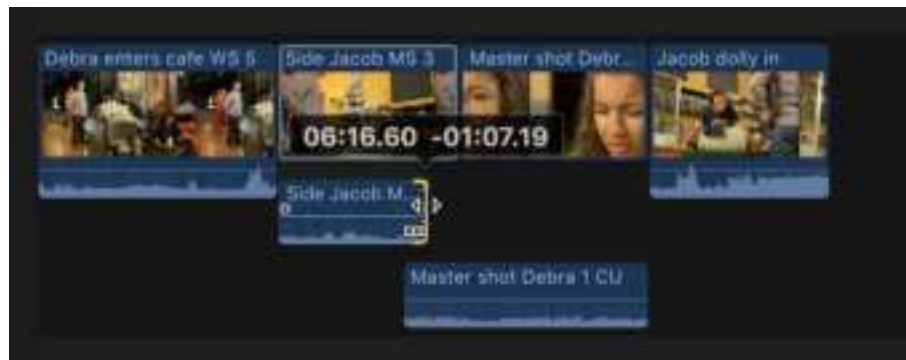 Debra enters cafe WS 5
Side Jacob MS 3
Master shot Debr...
Jacob dolly in
06:16.60 -01:07.19
Side Jacob M...
Master shot Debra 1 CU